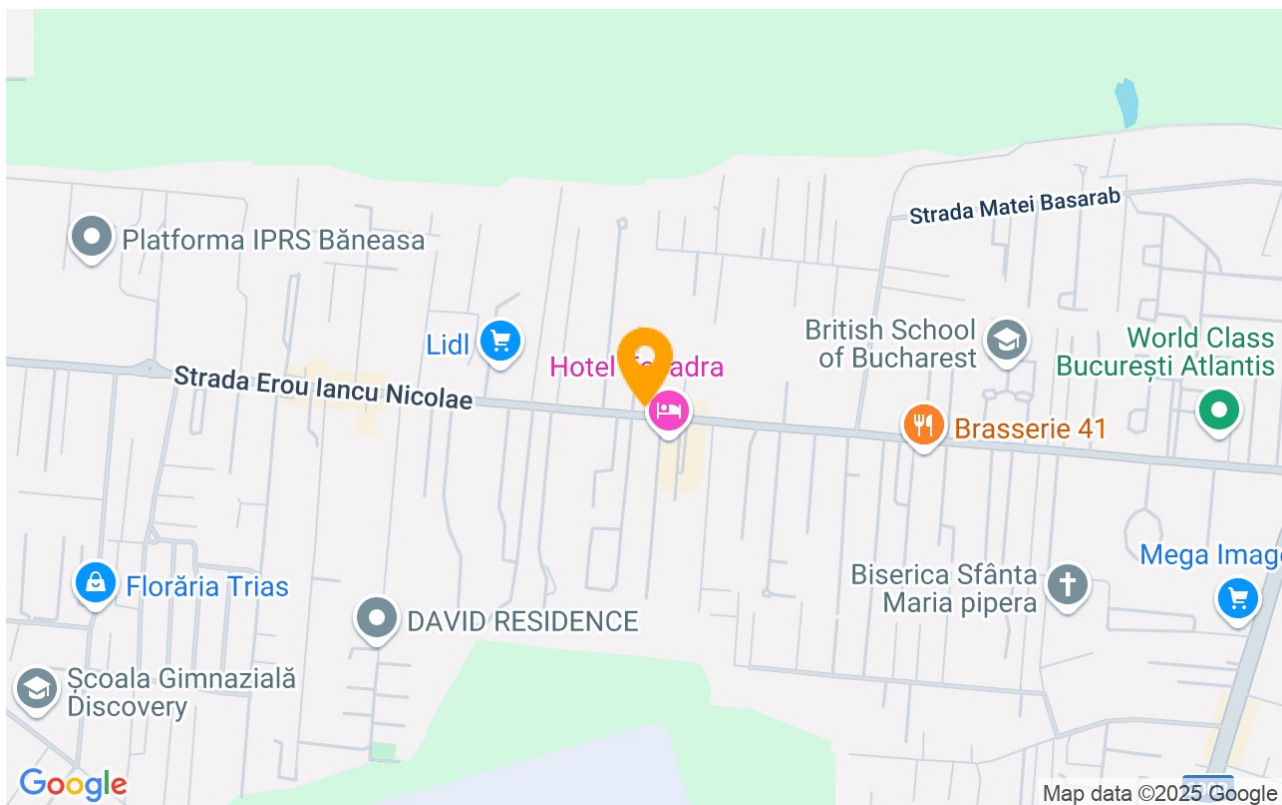 Strada Matei Basarab
Platforma IPRS Băneasa
Lidl
British School
of Bucharest
World Class
București Atlantis
Hotel
Strada Erou Iancu Nicolae
Brasserie 41
Mega Image
Biserica Sfânta
Maria pipera
Florăria Trias
DAVID RESIDENCE
Școala Gimnazială
Discovery
Google
Map data ©2025 Google